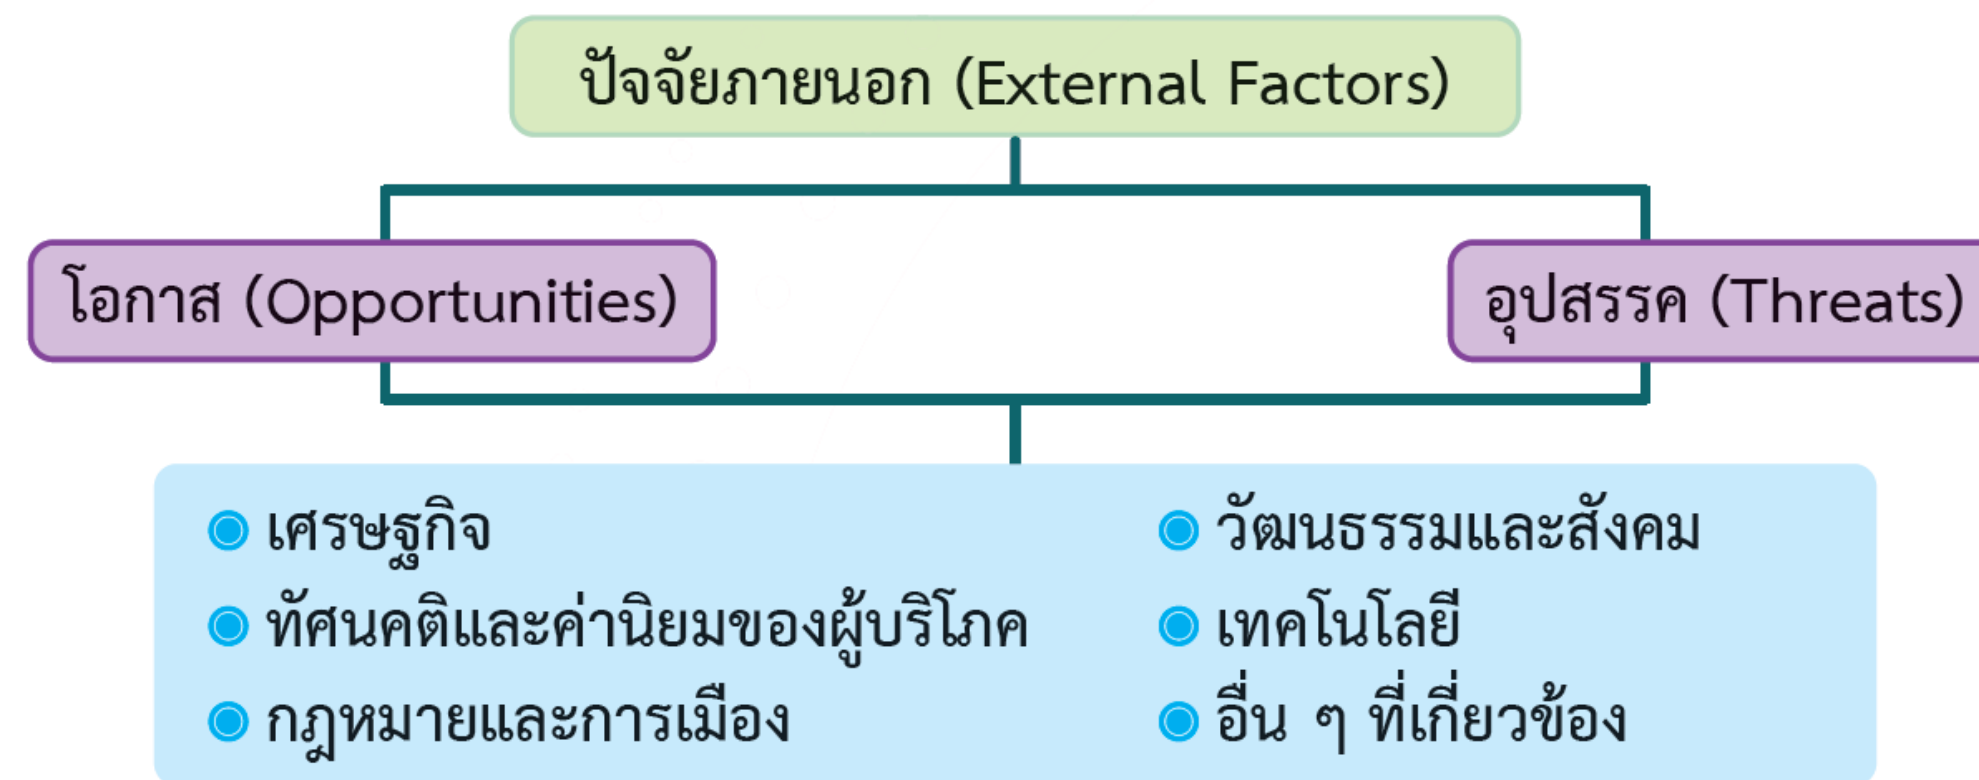 ปัจจัยภายนอก (External Factors)
โอกาส (Opportunities)
อุปสรรค (Threats)
เศรษฐกิจ
ทัศนคติและค่านิยมของผู้บริโภค
กฎหมายและการเมือง
วัฒนธรรมและสังคม
เทคโนโลยี
อื่น ๆ ที่เกี่ยวข้อง